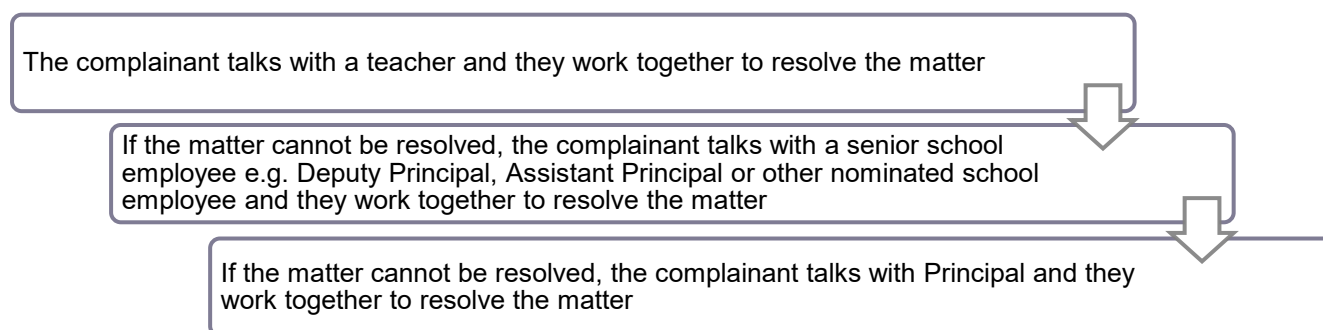 The complainant talks with a teacher and they work together to resolve the matter
If the matter cannot be resolved, the complainant talks with a senior school
employee e.g. Deputy Principal, Assistant Principal or other nominated school
employee and they work together to resolve the matter
If the matter cannot be resolved, the complainant talks with Principal and they
work together to resolve the matter